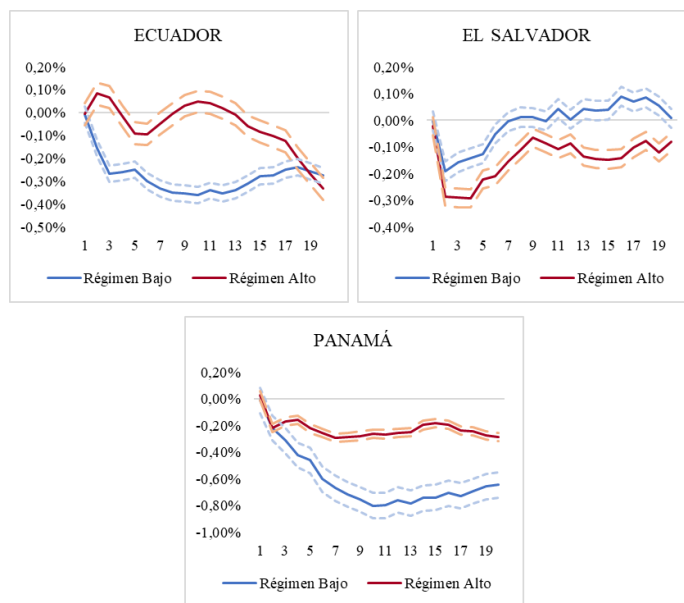 ECUADOR
0,20%
0,10%
0,00%
-0,10%
-0,20%
-0,30%
-0,40%
-0,50%
1 3 5 7 9 11 13 15 17 19
Régimen Bajo Régimen Alto
EL SALVADOR
0,20%
0,10%
0,00%
-0,10%
-0,20%
-0,30%
-0,40%
1 3 5 7 9 11 13 15 17 19
Régimen Bajo Régimen Alto
PANAMÁ
0,20%
0,00%
-0,20%
-0,40%
-0,60%
-0,80%
-1,00%
1 3 5 7 9 11 13 15 17 19
Régimen Bajo Régimen Alto